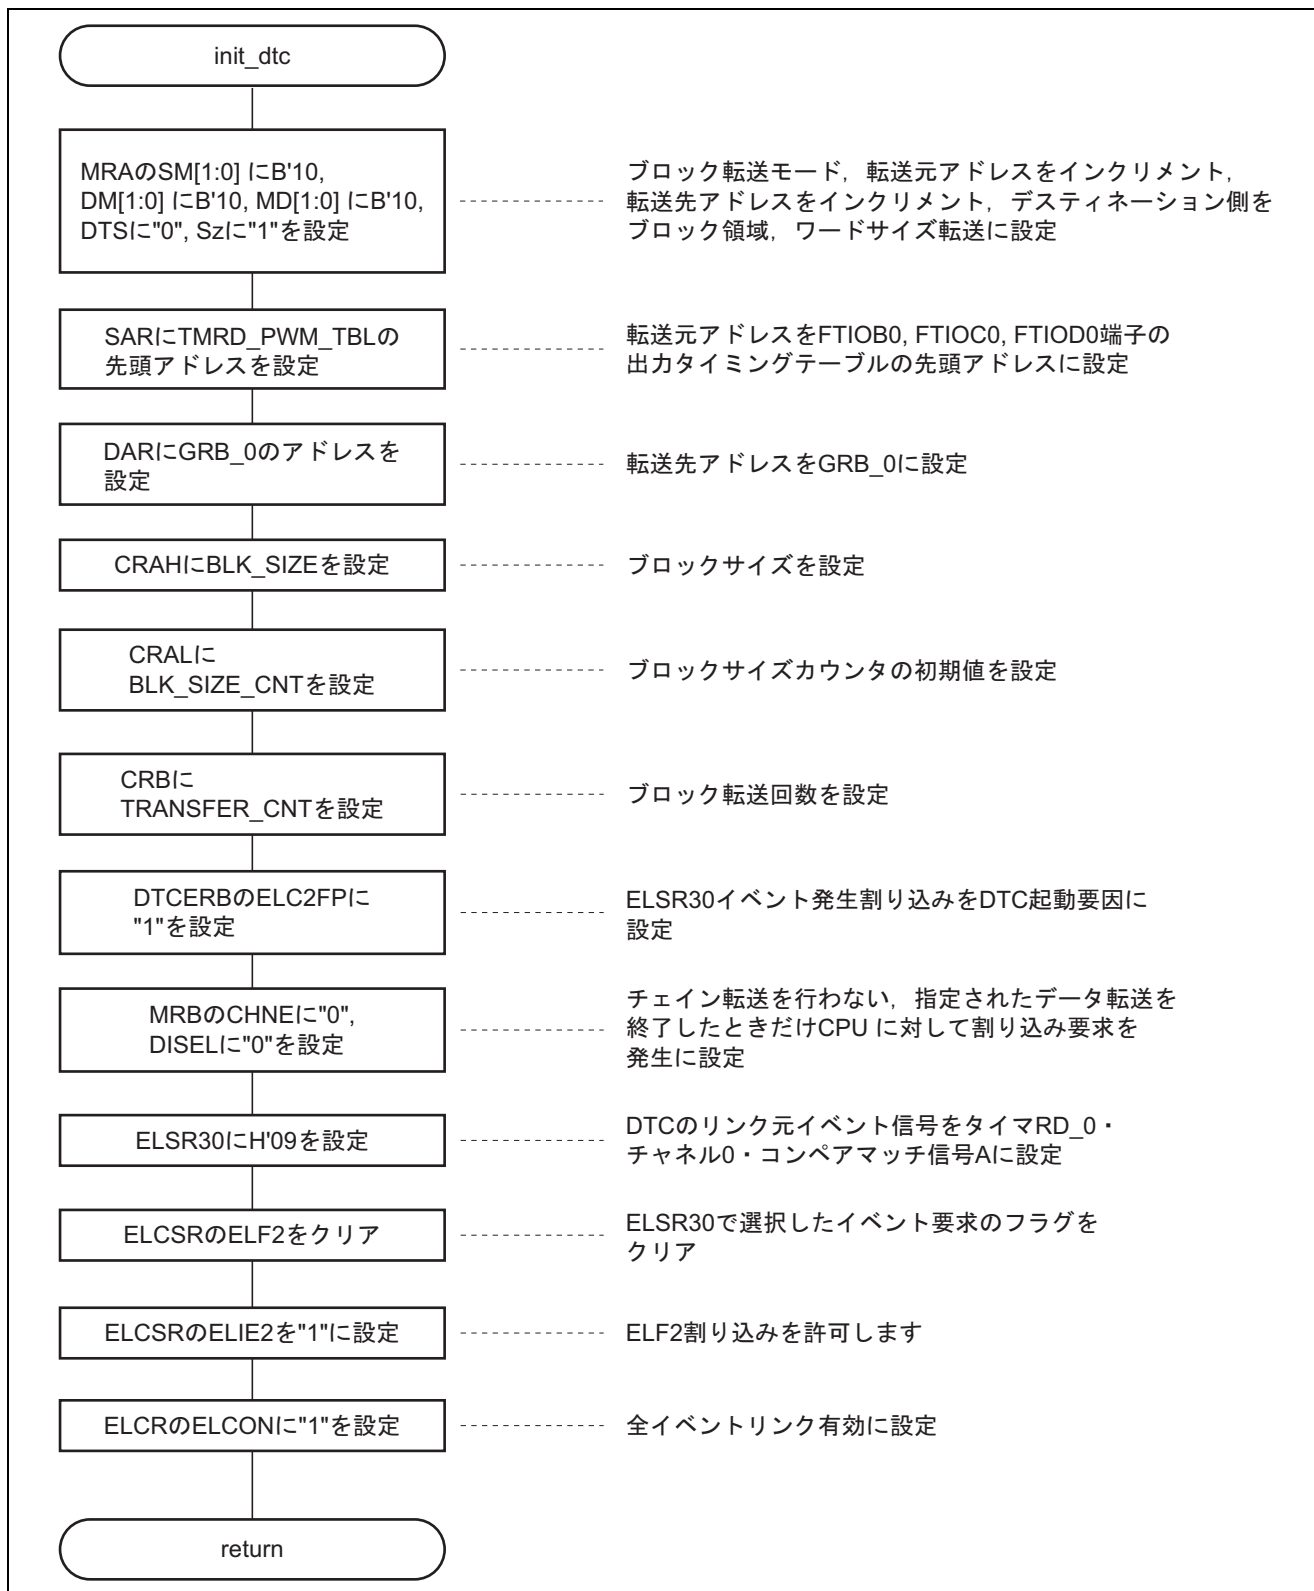 init_dtc
MRAのSM[1:0] にB'10,
DM[1:0] にB'10, MD[1:0] にB'10,
DTSに"0", Szに"1"を設定
ブロック転送モード，転送元アドレスをインクリメント，
転送先アドレスをインクリメント，デスティネーション側を
ブロック領域，ワードサイズ転送に設定
SARにTMRD_PWM_TBLの
先頭アドレスを設定
転送元アドレスをFTIOB0, FTIOC0, FTIOD0端子の
出力タイミングテーブルの先頭アドレスに設定
DARにGRB_0のアドレスを
設定
転送先アドレスをGRB_0に設定
CRAHにBLK_SIZEを設定
ブロックサイズを設定
CRALに
BLK_SIZE_CNTを設定
ブロックサイズカウンタの初期値を設定
CRBに
TRANSFER_CNTを設定
ブロック転送回数を設定
DTCERBのELC2FPに
"1"を設定
ELSR30イベント発生割り込みをDTC起動要因に
設定
MRBのCHNEに"0",
DISELに"0"を設定
チェイン転送を行わない，指定されたデータ転送を
終了したときだけCPU に対して割り込み要求を
発生に設定
ELSR30にH'09を設定
DTCのリンク元イベント信号をタイマRD_0・
チャネル0・コンペアマッチ信号Aに設定
ELCSRのELF2をクリア
ELSR30で選択したイベント要求のフラグを
クリア
ELCSRのELIE2を"1"に設定
ELF2割り込みを許可します
ELCRのELCONに"1"を設定
全イベントリンク有効に設定
return